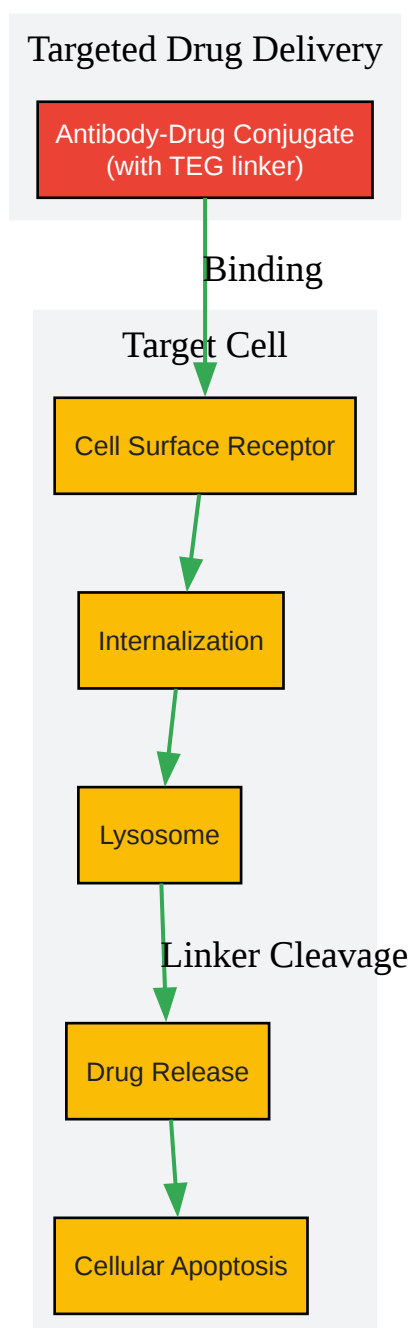 Targeted Drug Delivery
Antibody-Drug Conjugate
(with TEG linker)
Binding
Target Cell
Cell Surface Receptor
Internalization
Lysosome
Linker Cleavage
Drug Release
Cellular Apoptosis